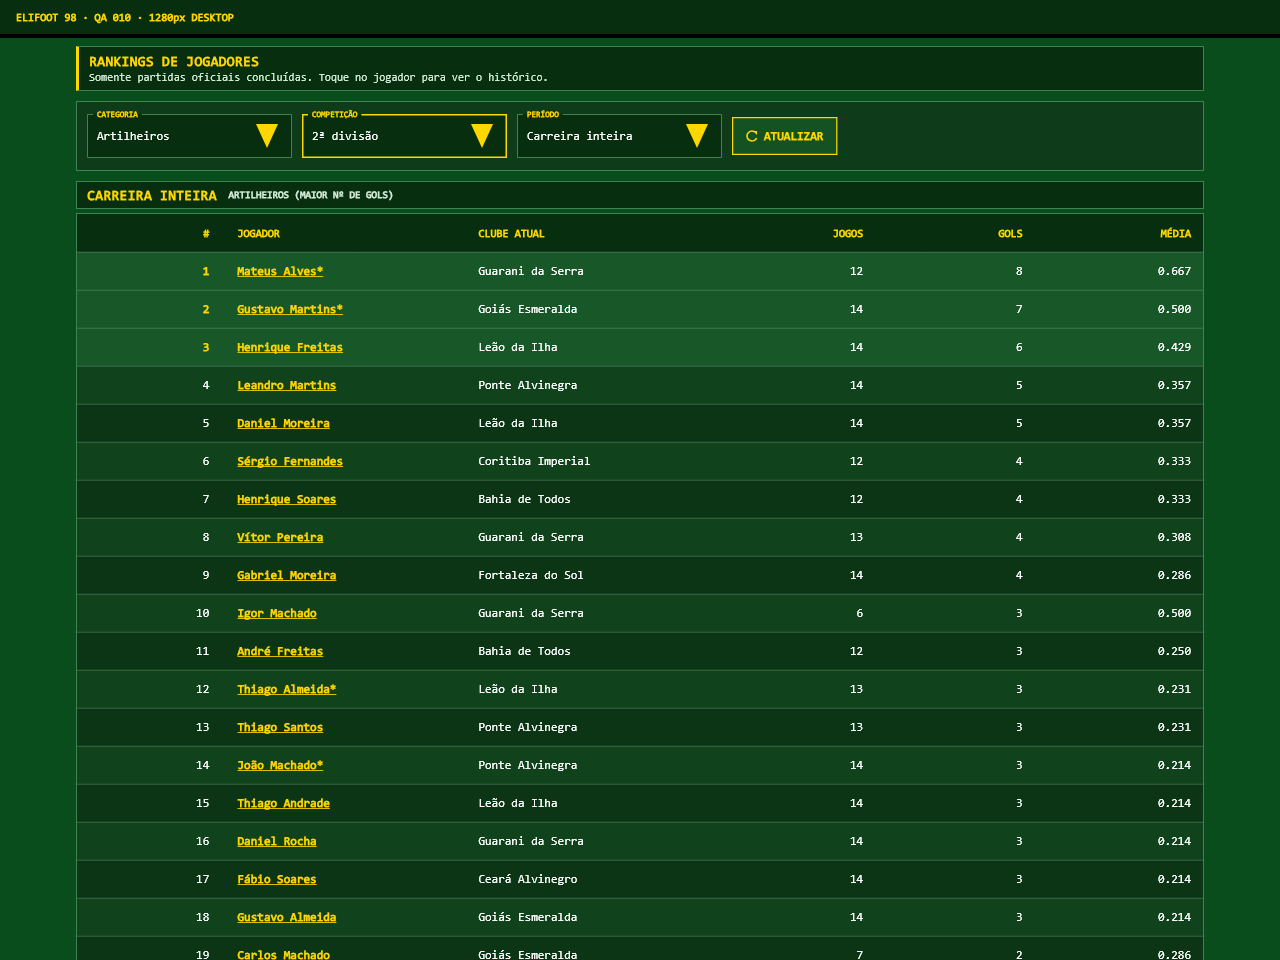 ELIFOOT 98 · QA 010 · 1280px DESKTOP
RANKINGS DE JOGADORES
Somente partidas oficiais concluídas. Toque no jogador para ver o histórico.
CATEGORIA COMPETIÇÃO PERÍODO
Artilheiros 2ª divisão Carreira inteira ATUALIZAR
CARREIRA INTEIRA ARTILHEIROS (MAIOR Nº DE GOLS)
# JOGADOR CLUBE ATUAL JOGOS GOLS MÉDIA
1 Mateus Alves* Guarani da Serra 12 8 0.667
2 Gustavo Martins* Goiás Esmeralda 14 7 0.500
3 Henrique Freitas Leão da Ilha 14 6 0.429
4 Leandro Martins Ponte Alvinegra 14 5 0.357
5 Daniel Moreira Leão da Ilha 14 5 0.357
6 Sérgio Fernandes Coritiba Imperial 12 4 0.333
7 Henrique Soares Bahia de Todos 12 4 0.333
8 Vítor Pereira Guarani da Serra 13 4 0.308
9 Gabriel Moreira Fortaleza do Sol 14 4 0.286
10 Igor Machado Guarani da Serra 6 3 0.500
11 André Freitas Bahia de Todos 12 3 0.250
12 Thiago Almeida* Leão da Ilha 13 3 0.231
13 Thiago Santos Ponte Alvinegra 13 3 0.231
14 João Machado* Ponte Alvinegra 14 3 0.214
15 Thiago Andrade Leão da Ilha 14 3 0.214
16 Daniel Rocha Guarani da Serra 14 3 0.214
17 Fábio Soares Ceará Alvinegro 14 3 0.214
18 Gustavo Almeida Goiás Esmeralda 14 3 0.214
19 Carlos Machado Goiás Esmeralda 7 2 0.286